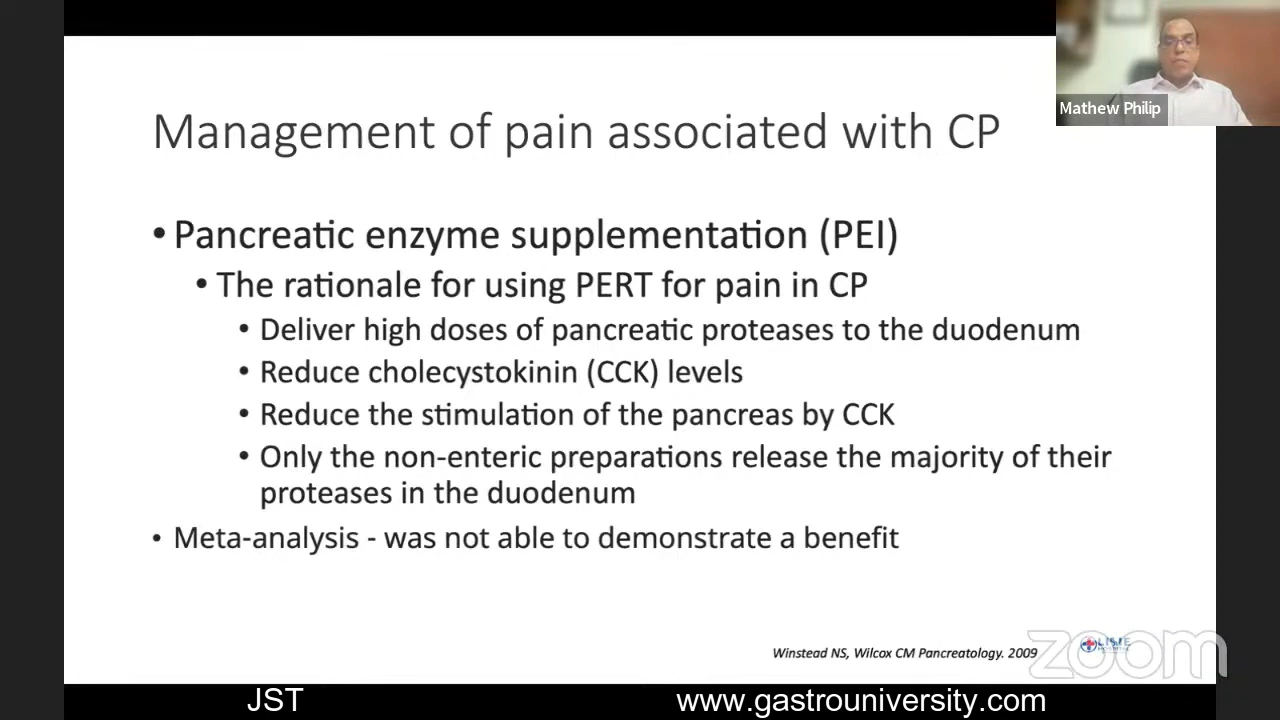 Mathew Philip
Management of pain associated with CP
• Pancreatic enzyme supplementation (PEI)
• The rationale for using PERT for pain in CP
• Deliver high doses of pancreatic proteases to the duodenum
• Reduce cholecystokinin (CCK) levels
• Reduce the stimulation of the pancreas by CCK
• Only the non-enteric preparations release the majority of their
proteases in the duodenum
• Meta-analysis - was not able to demonstrate a benefit
Winstead NS, Wilcox CM Pancreatology. 2009
LISIE
HOSPITAL
zoom
JST
www.gastrouniversity.com